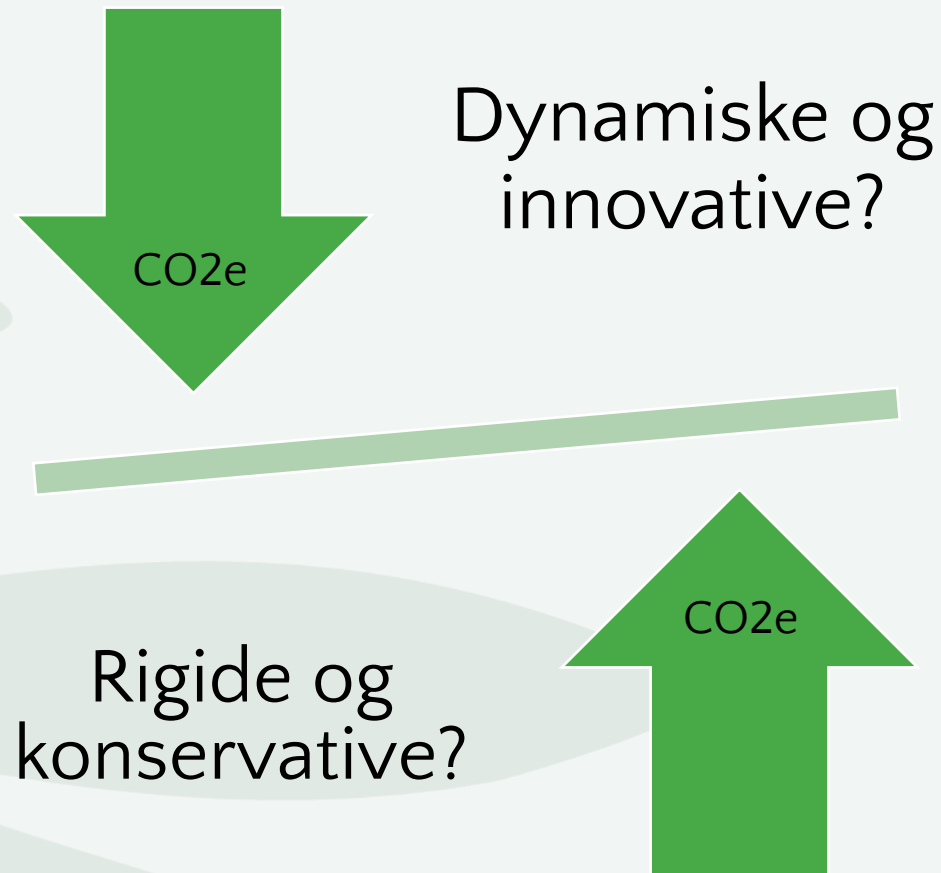 Dynamiske og
innovative?
CO2e
CO2e
Rigide og
konservative?